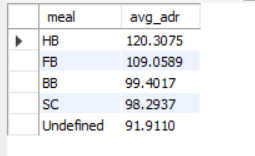 meal avg_adr
HB 120.3075
FB 109.0589
BB 99.4017
SC 98.2937
Undefined 91.9110